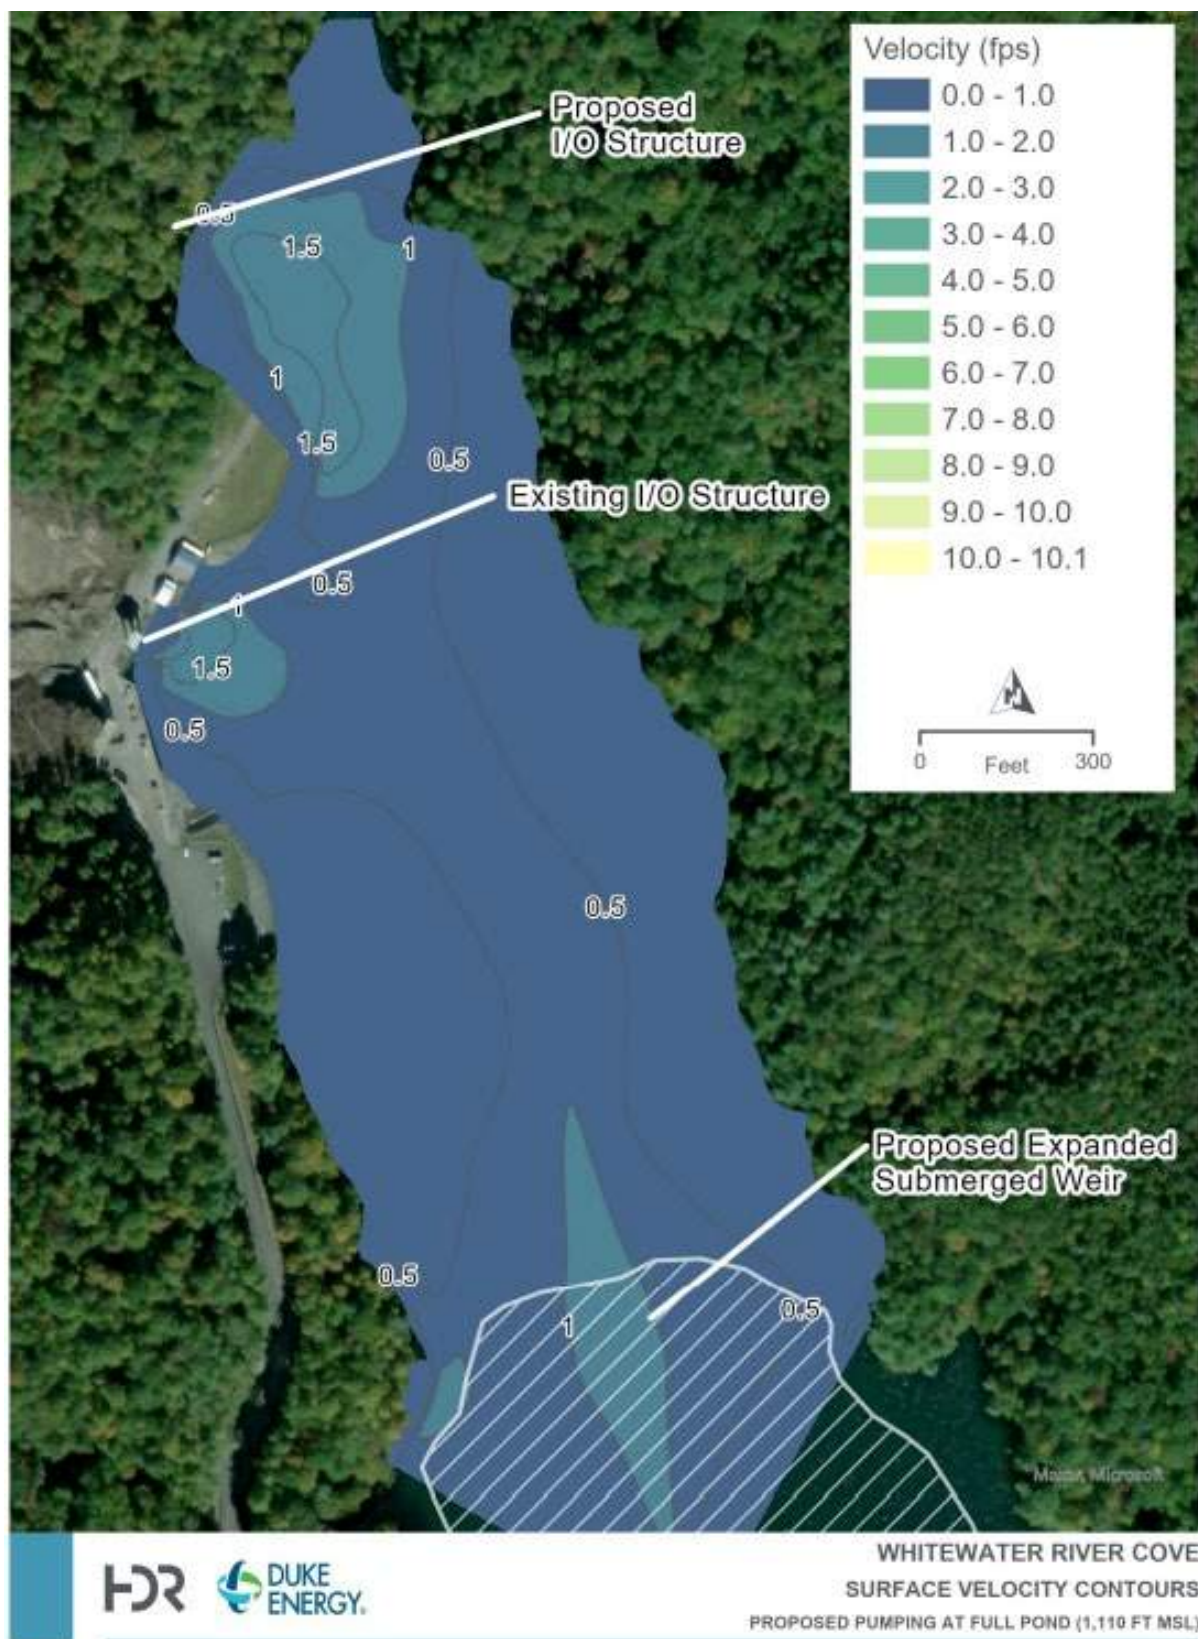 Velocity (fps)
0.0 - 1.0
1.0 - 2.0
2.0 - 3.0
3.0 - 4.0
4.0 - 5.0
5.0 - 6.0
6.0 - 7.0
7.0 - 8.0
8.0 - 9.0
9.0 - 10.0
10.0 - 10.1
N
0 300
Feet
Proposed
I/O Structure
0.5
1.5
1
1
1.5
0.5
Existing I/O Structure
0.5
1
1.5
0.5
0.5
Proposed Expanded
Submerged Weir
0.5
1
0.5
Maxar, Microsoft
HDR
DUKE
ENERGY®
WHITEWATER RIVER COVE
SURFACE VELOCITY CONTOURS
PROPOSED PUMPING AT FULL POND (1,110 FT MSL)